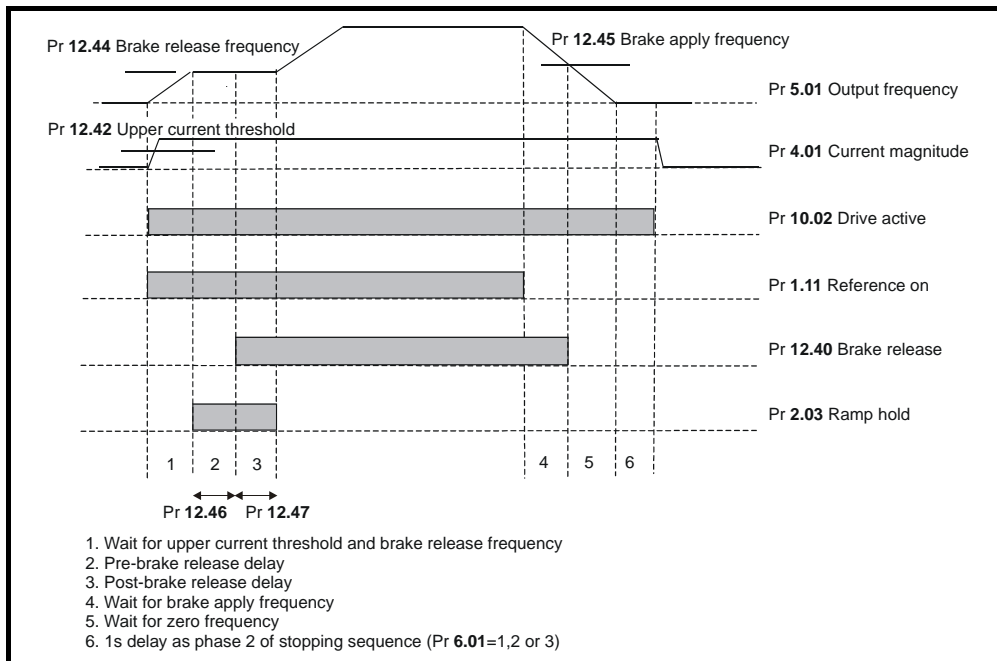 Pr 12.44 Brake release frequency
Pr 12.45 Brake apply frequency
Pr 5.01 Output frequency
Pr 12.42 Upper current threshold
Pr 4.01 Current magnitude
Pr 10.02 Drive active
Pr 1.11 Reference on
Pr 12.40 Brake release
Pr 2.03 Ramp hold
1 2 3 4 5 6
Pr 12.46 Pr 12.47
1. Wait for upper current threshold and brake release frequency
2. Pre-brake release delay
3. Post-brake release delay
4. Wait for brake apply frequency
5. Wait for zero frequency
6. 1s delay as phase 2 of stopping sequence (Pr 6.01=1,2 or 3)